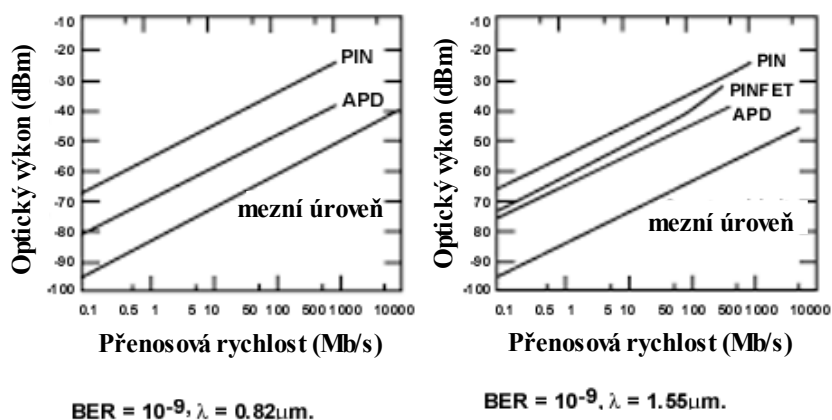 Optický výkon (dBm)
-10
-20
-30
-40
-50
-60
-70
-80
-90
-100
PIN
APD
mezní úroveň
0.1 0.5 1 5 10 50 100 500 1000 10000
Přenosová rychlost (Mb/s)
BER = 10-9, λ = 0.82µm.
Optický výkon (dBm)
-10
-20
-30
-40
-50
-60
-70
-80
-90
-100
PIN
PINFET
APD
mezní úroveň
0.1 0.5 1 5 10 50 100 500 1000 10000
Přenosová rychlost (Mb/s)
BER = 10-9, λ = 1.55µm.